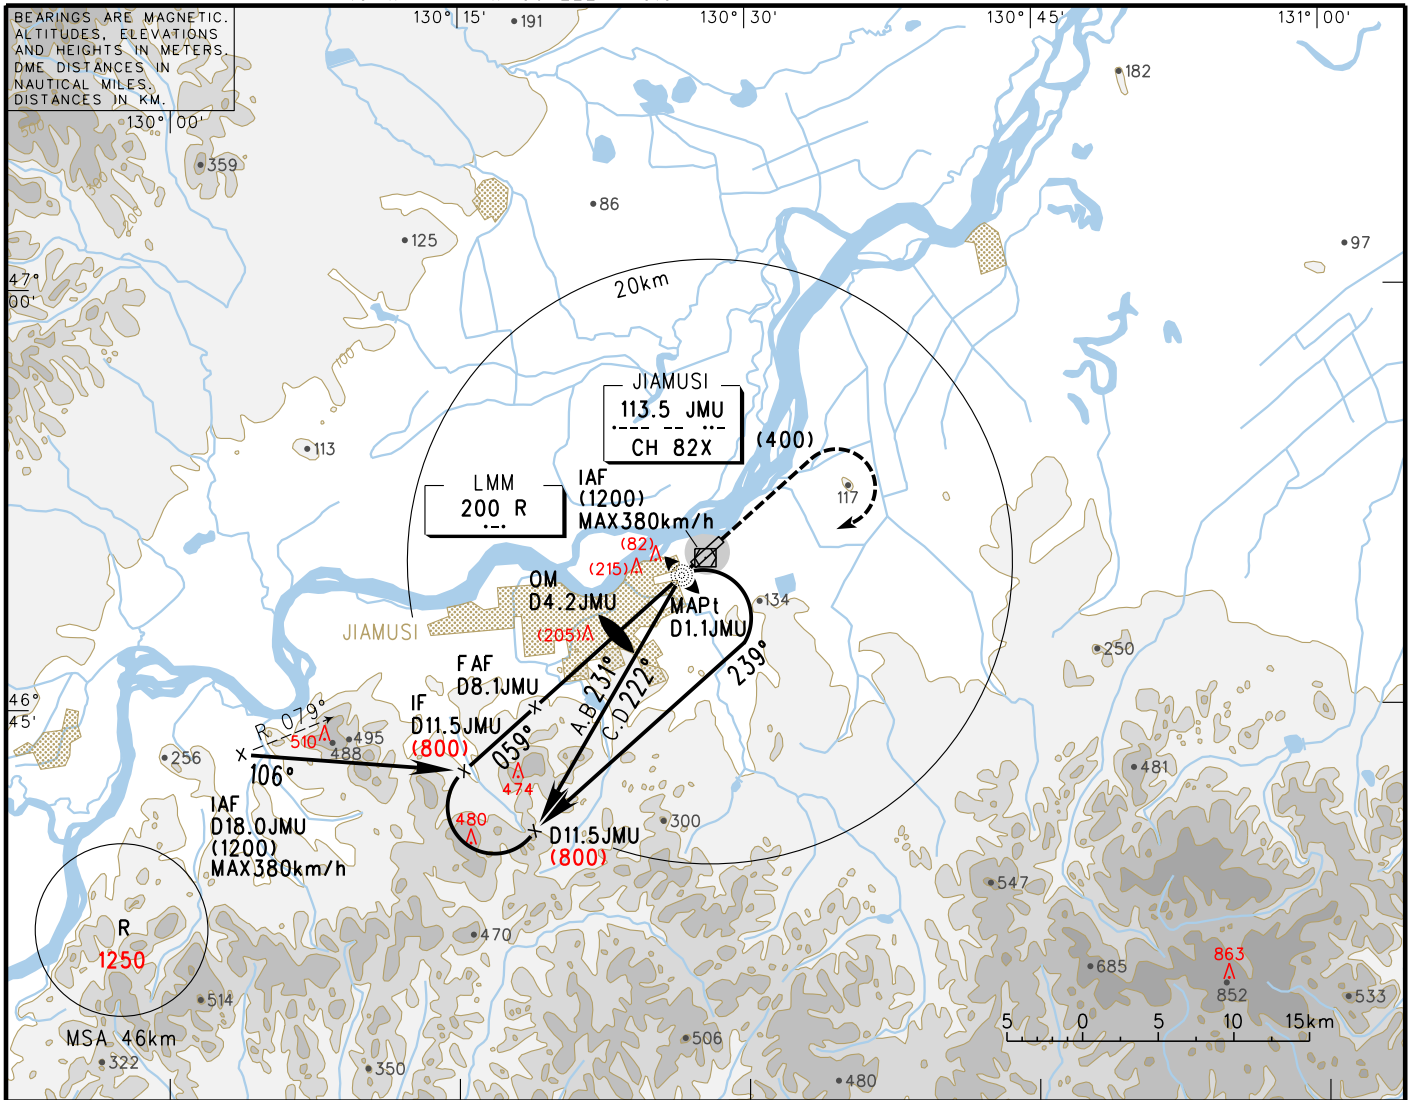 BEARINGS ARE MAGNETIC.
ALTITUDES, ELEVATIONS
AND HEIGHTS IN METERS.
DME DISTANCES IN
NAUTICAL MILES.
DISTANCES IN KM.
130° 00'
130° 15'
130° 30'
130° 45'
131° 00'
191
182
500
359
300
200
86
125
97
47°
00'
20km
100
JIAMUSI
113.5 JMU
CH 82X
(400)
113
LMM
200 R
IAF
(1200)
MAX380km/h
117
(82)
(215)
OM
D4.2JMU
MAPt
D1.1JMU
134
JIAMUSI
(205)
250
FAF
D8.1JMU
A.B 231°
C.D 222°
239°
46°
45'
IF
D11.5JMU
(800)
R 079°
510
495
488
256
106°
059°
474
481
IAF
D18.0JMU
(1200)
MAX380km/h
480
D11.5JMU
(800)
300
547
R
1250
470
863
685
852
514
533
5 0 5 10 15km
MSA 46km
506
322
350
480